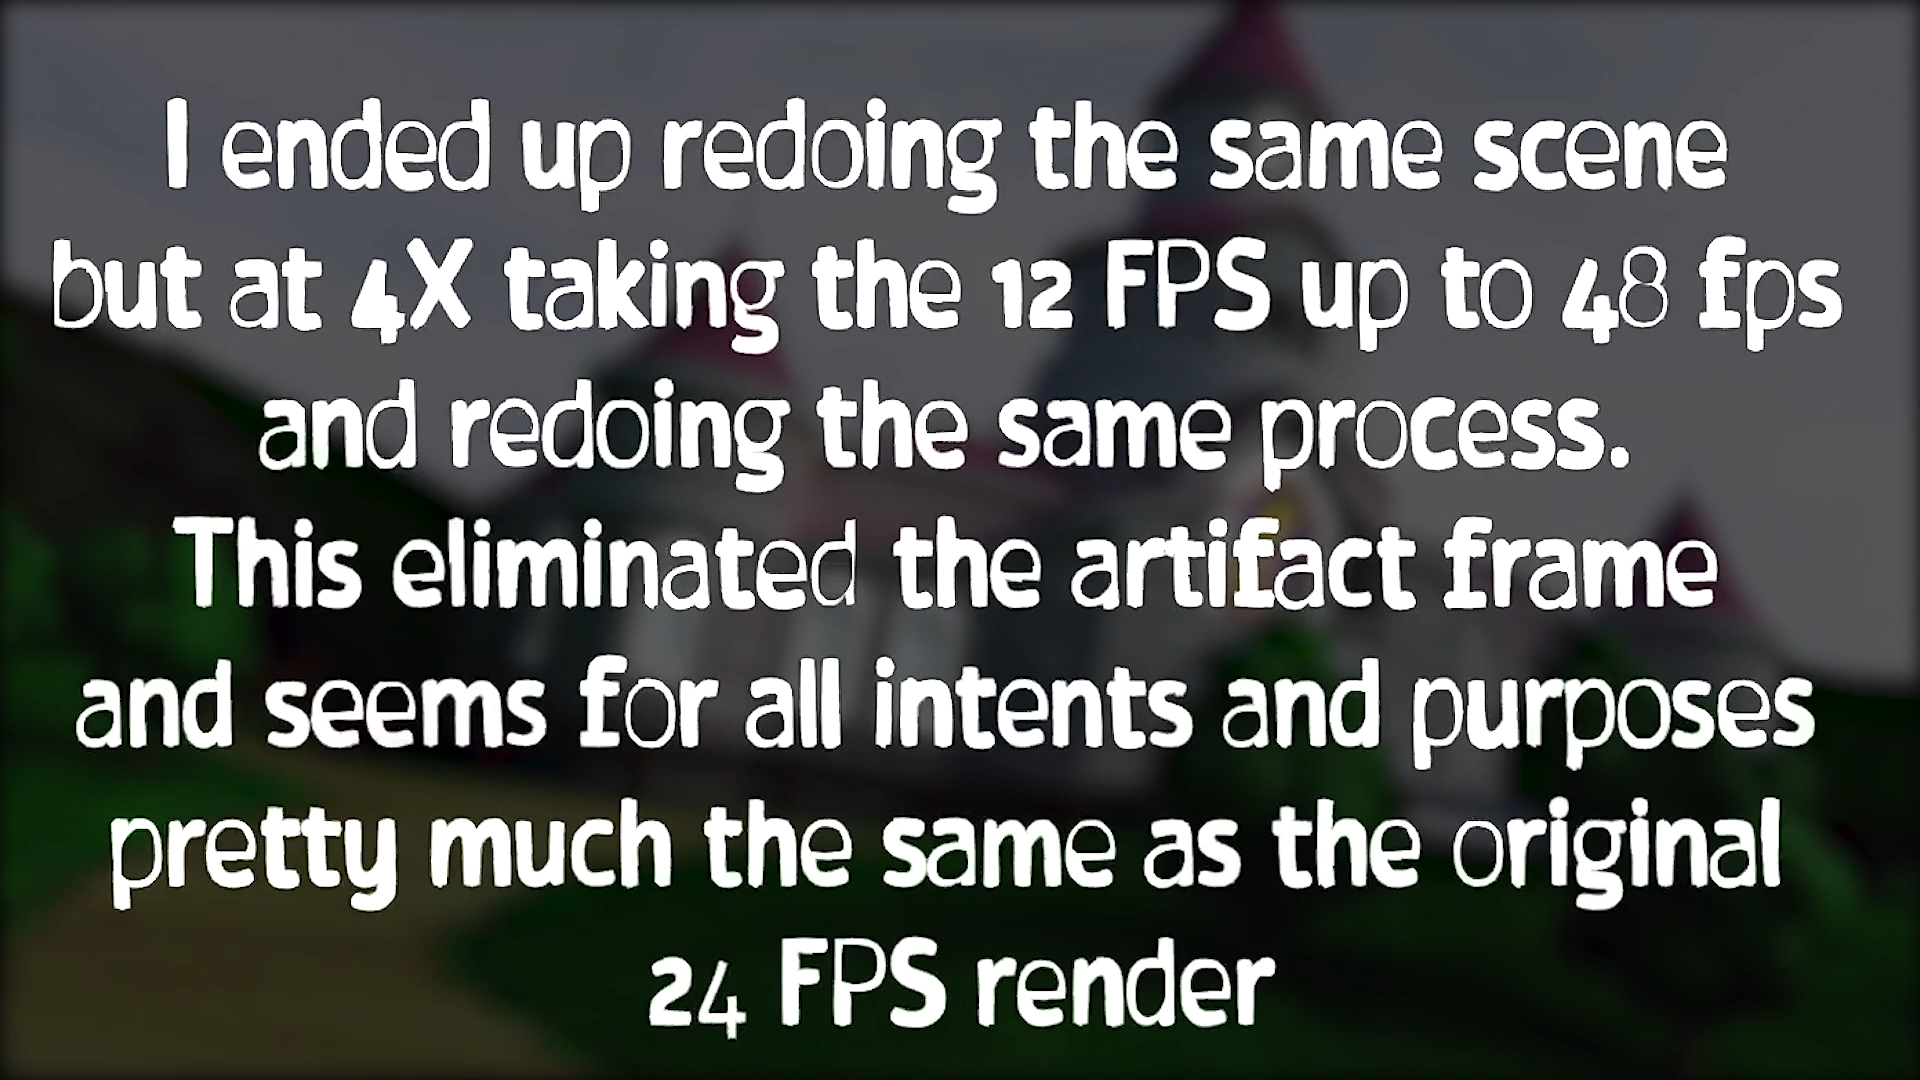 I ended up redoing the same scene
but at 4X taking the 12 FPS up to 48 fps
and redoing the same process.
This eliminated the artifact frame
and seems for all intents and purposes
pretty much the same as the original
24 FPS render